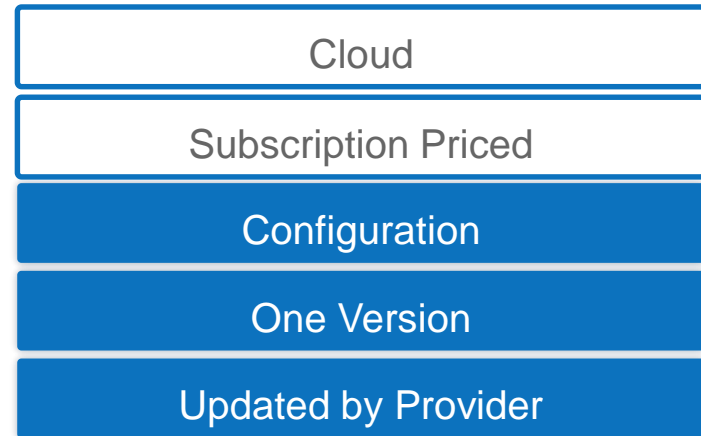 Cloud
Subscription Priced
Configuration
One Version
Updated by Provider